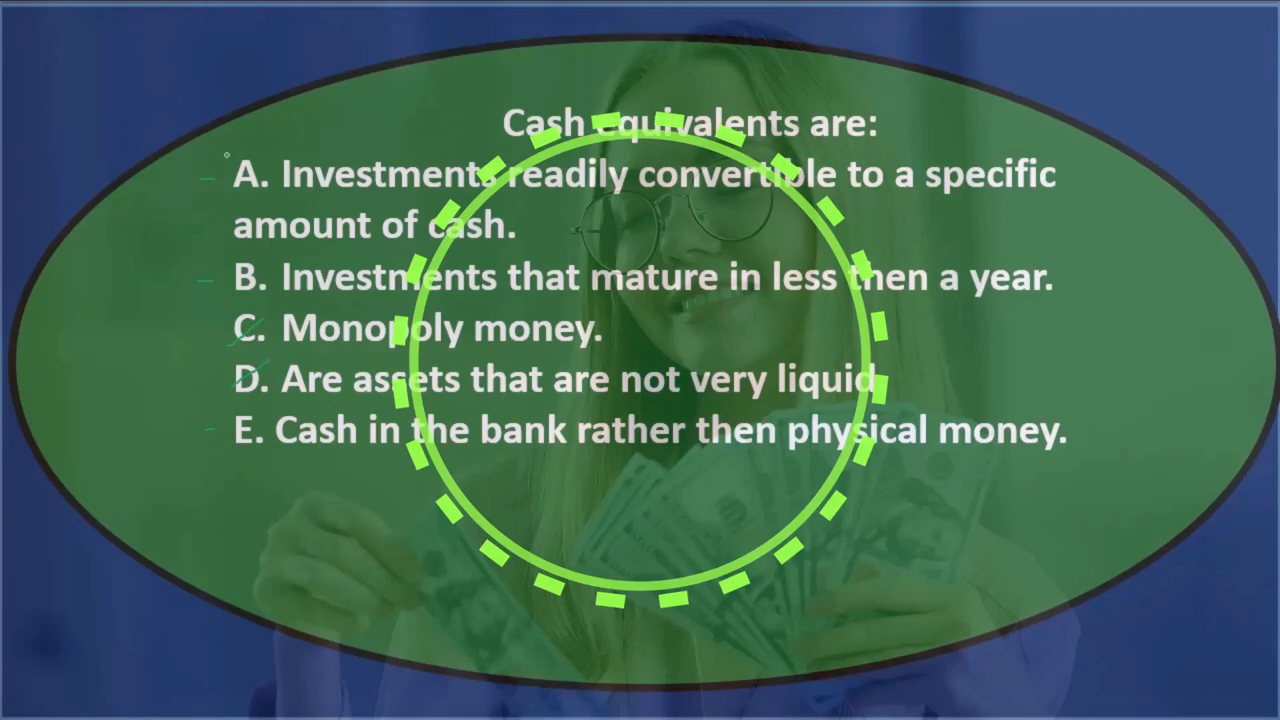 Cash equivalents are:
A. Investments readily convertible to a specific
amount of cash.
B. Investments that mature in less then a year.
C. Monopoly money.
D. Are assets that are not very liquid
E. Cash in the bank rather then physical money.